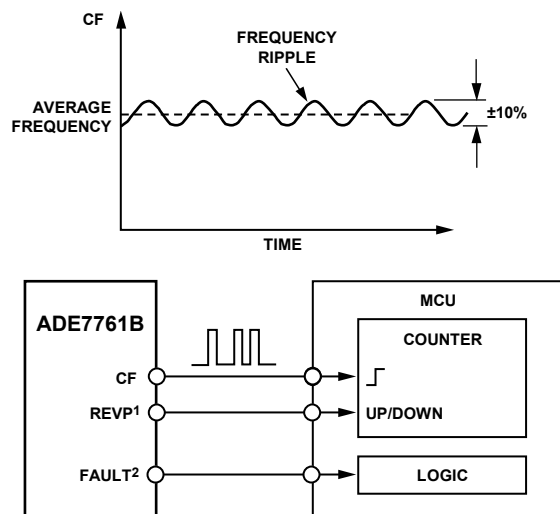 CF
FREQUENCY
RIPPLE
AVERAGE
FREQUENCY
±10%
TIME
MCU
ADE7761B
COUNTER
CF
REVP1
UP/DOWN
FAULT2
LOGIC